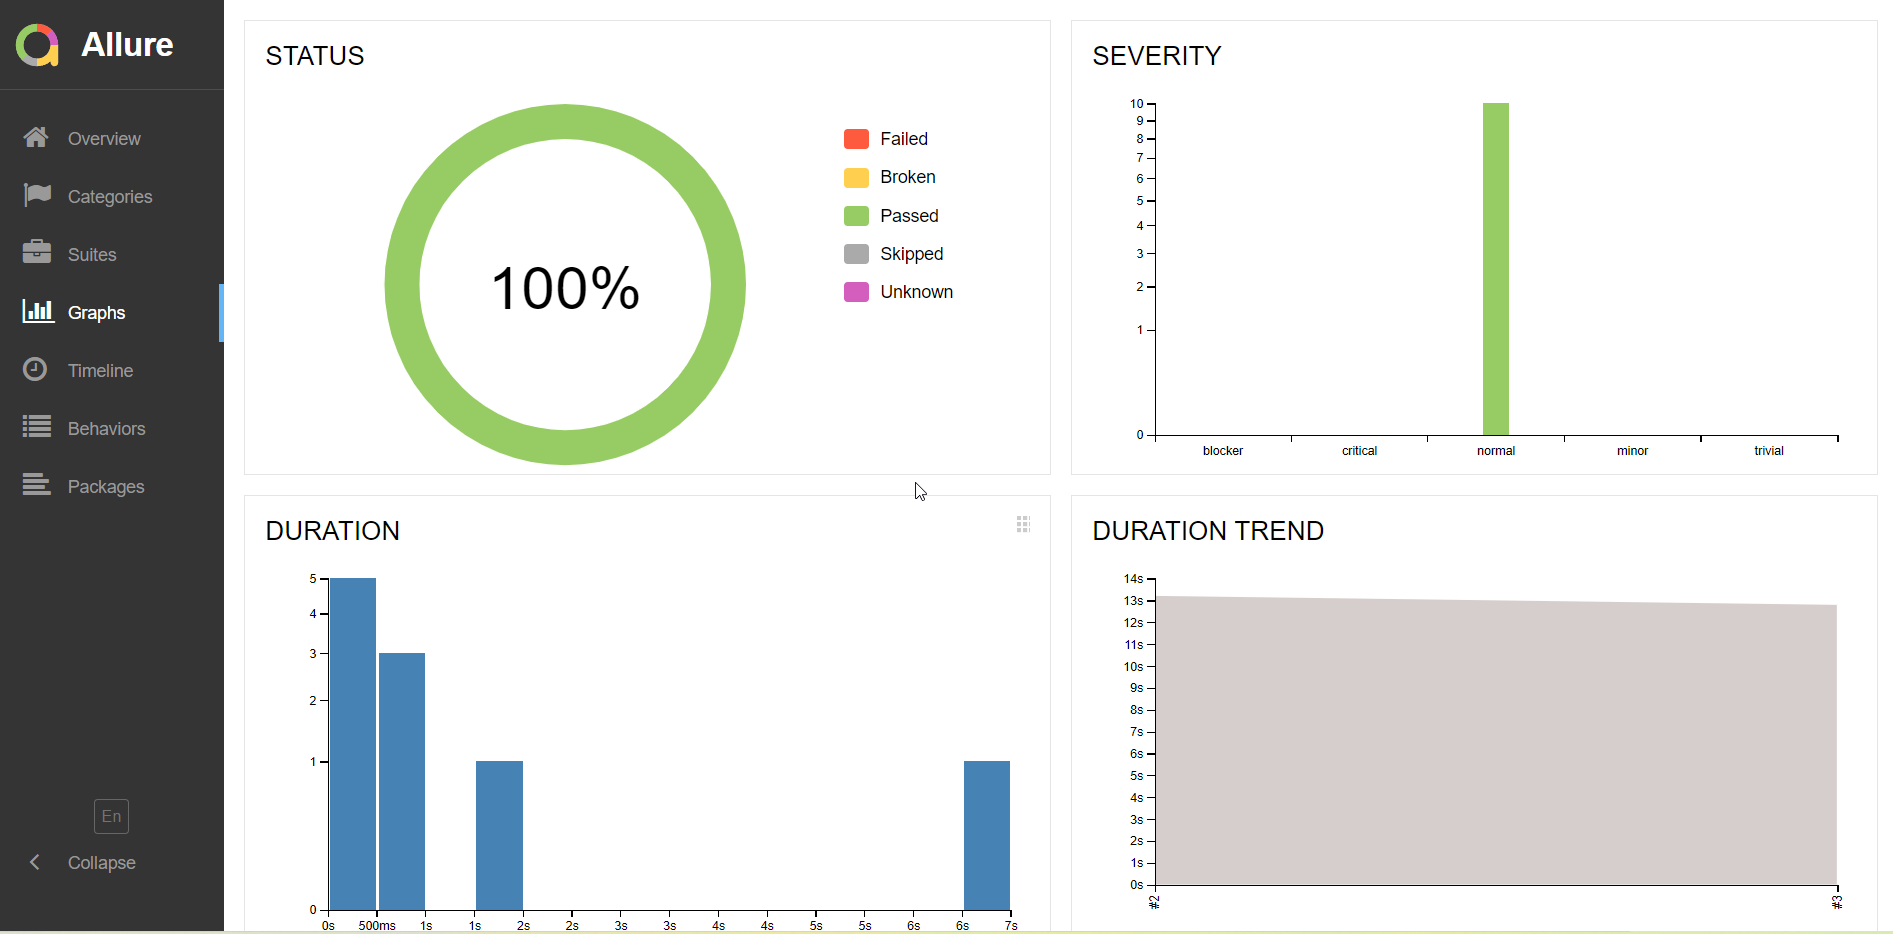 Allure
Overview
Categories
Suites
Graphs
Timeline
Behaviors
Packages
En
Collapse
STATUS
100%
Failed
Broken
Passed
Skipped
Unknown
SEVERITY
10
9
8
7
6
5
4
3
2
1
0
blocker critical normal minor trivial
DURATION
5
4
3
2
1
0
0s 500ms 1s 1s 2s 2s 3s 3s 4s 4s 5s 5s 6s 6s 7s
DURATION TREND
14s
13s
12s
11s
10s
9s
8s
7s
6s
5s
4s
3s
2s
1s
0s
#2 #3